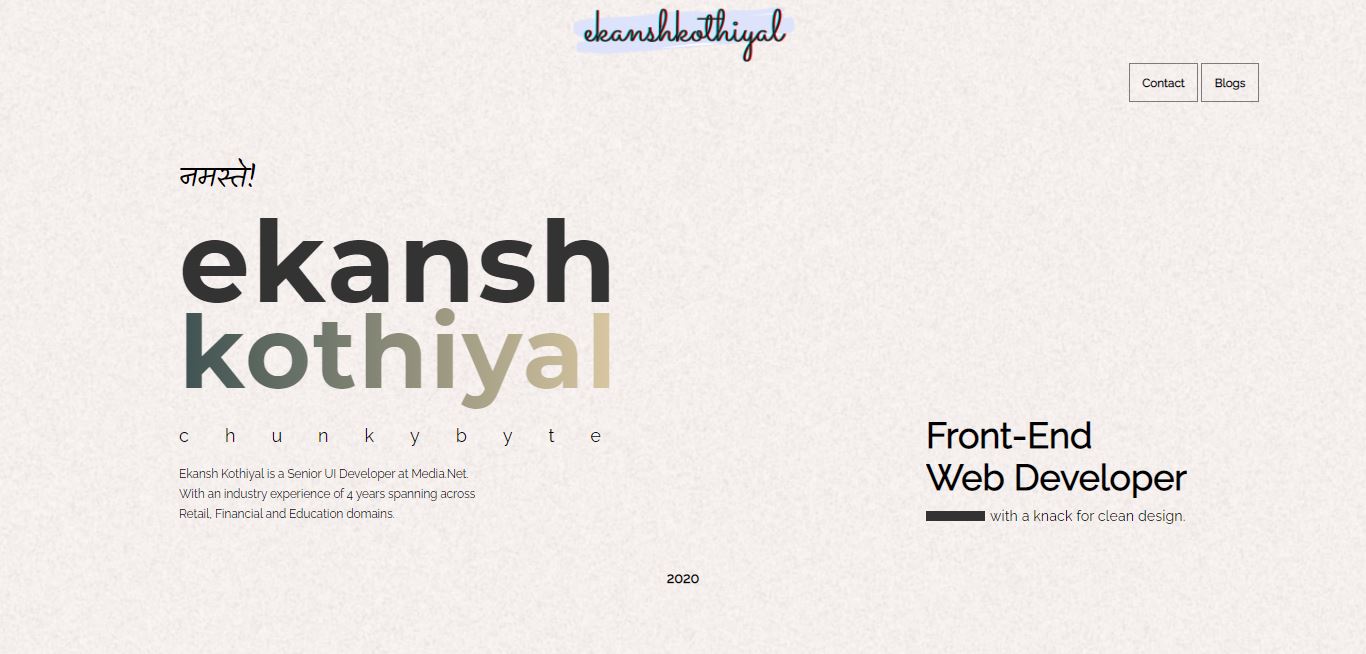 ekanshkothiyal
Contact Blogs
नमस्ते!
ekansh
kothiyal
chunkybyte
Ekansh Kothiyal is a Senior UI Developer at Media.Net.
With an industry experience of 4 years spanning across
Retail, Financial and Education domains.
Front-End
Web Developer
with a knack for clean design.
2020